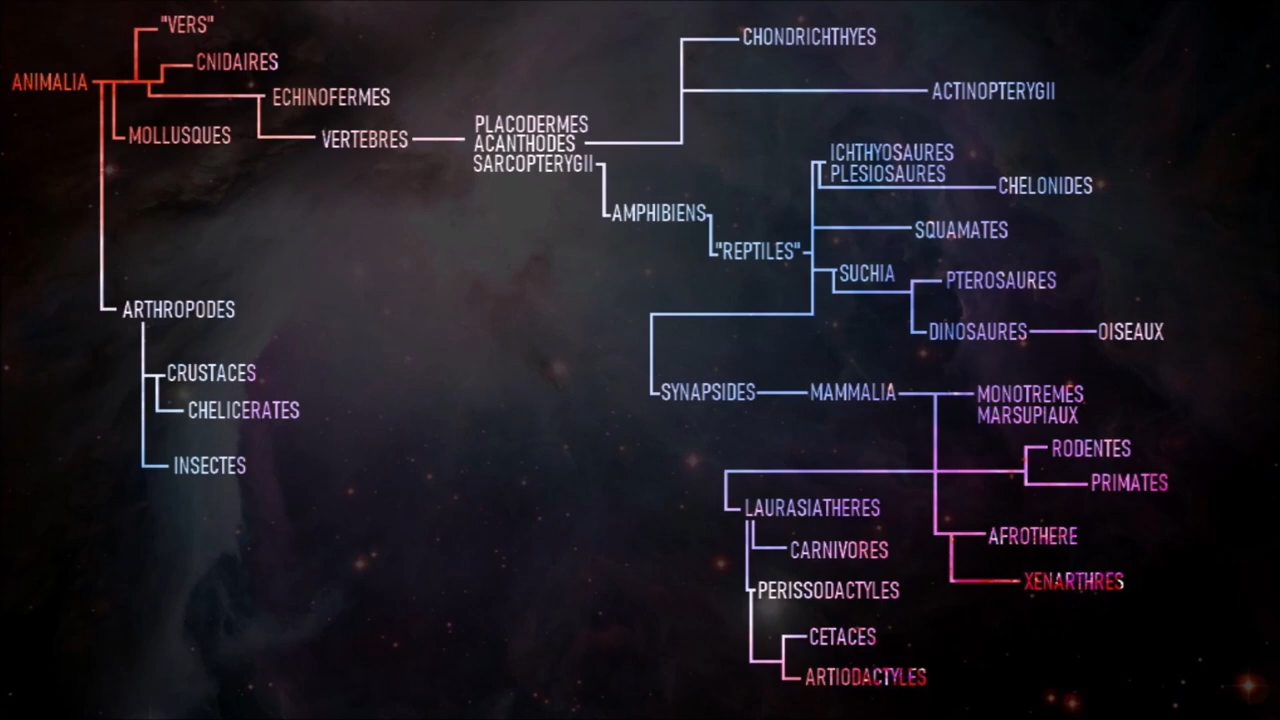 "VERS"
CHONDRICHTHYES
CNIDAIRES
ANIMALIA
ACTINOPTERYGII
ECHINOFERMES
PLACODERMES
MOLLUSQUES
VERTEBRES
ACANTHODES
SARCOPTERYGII
ICHTHYOSAURES
PLESIOSAURES
CHELONIDES
AMPHIBIENS
SQUAMATES
"REPTILES"
SUCHIA
PTEROSAURES
ARTHROPODES
DINOSAURES
OISEAUX
CRUSTACES
SYNAPSIDES
MAMMALIA
MONOTREMES
MARSUPIAUX
CHELICERATES
RODENTES
INSECTES
PRIMATES
LAURASIATHERES
AFROTHERE
CARNIVORES
XENARTHRES
PERISSODACTYLES
CETACES
ARTIODACTYLES